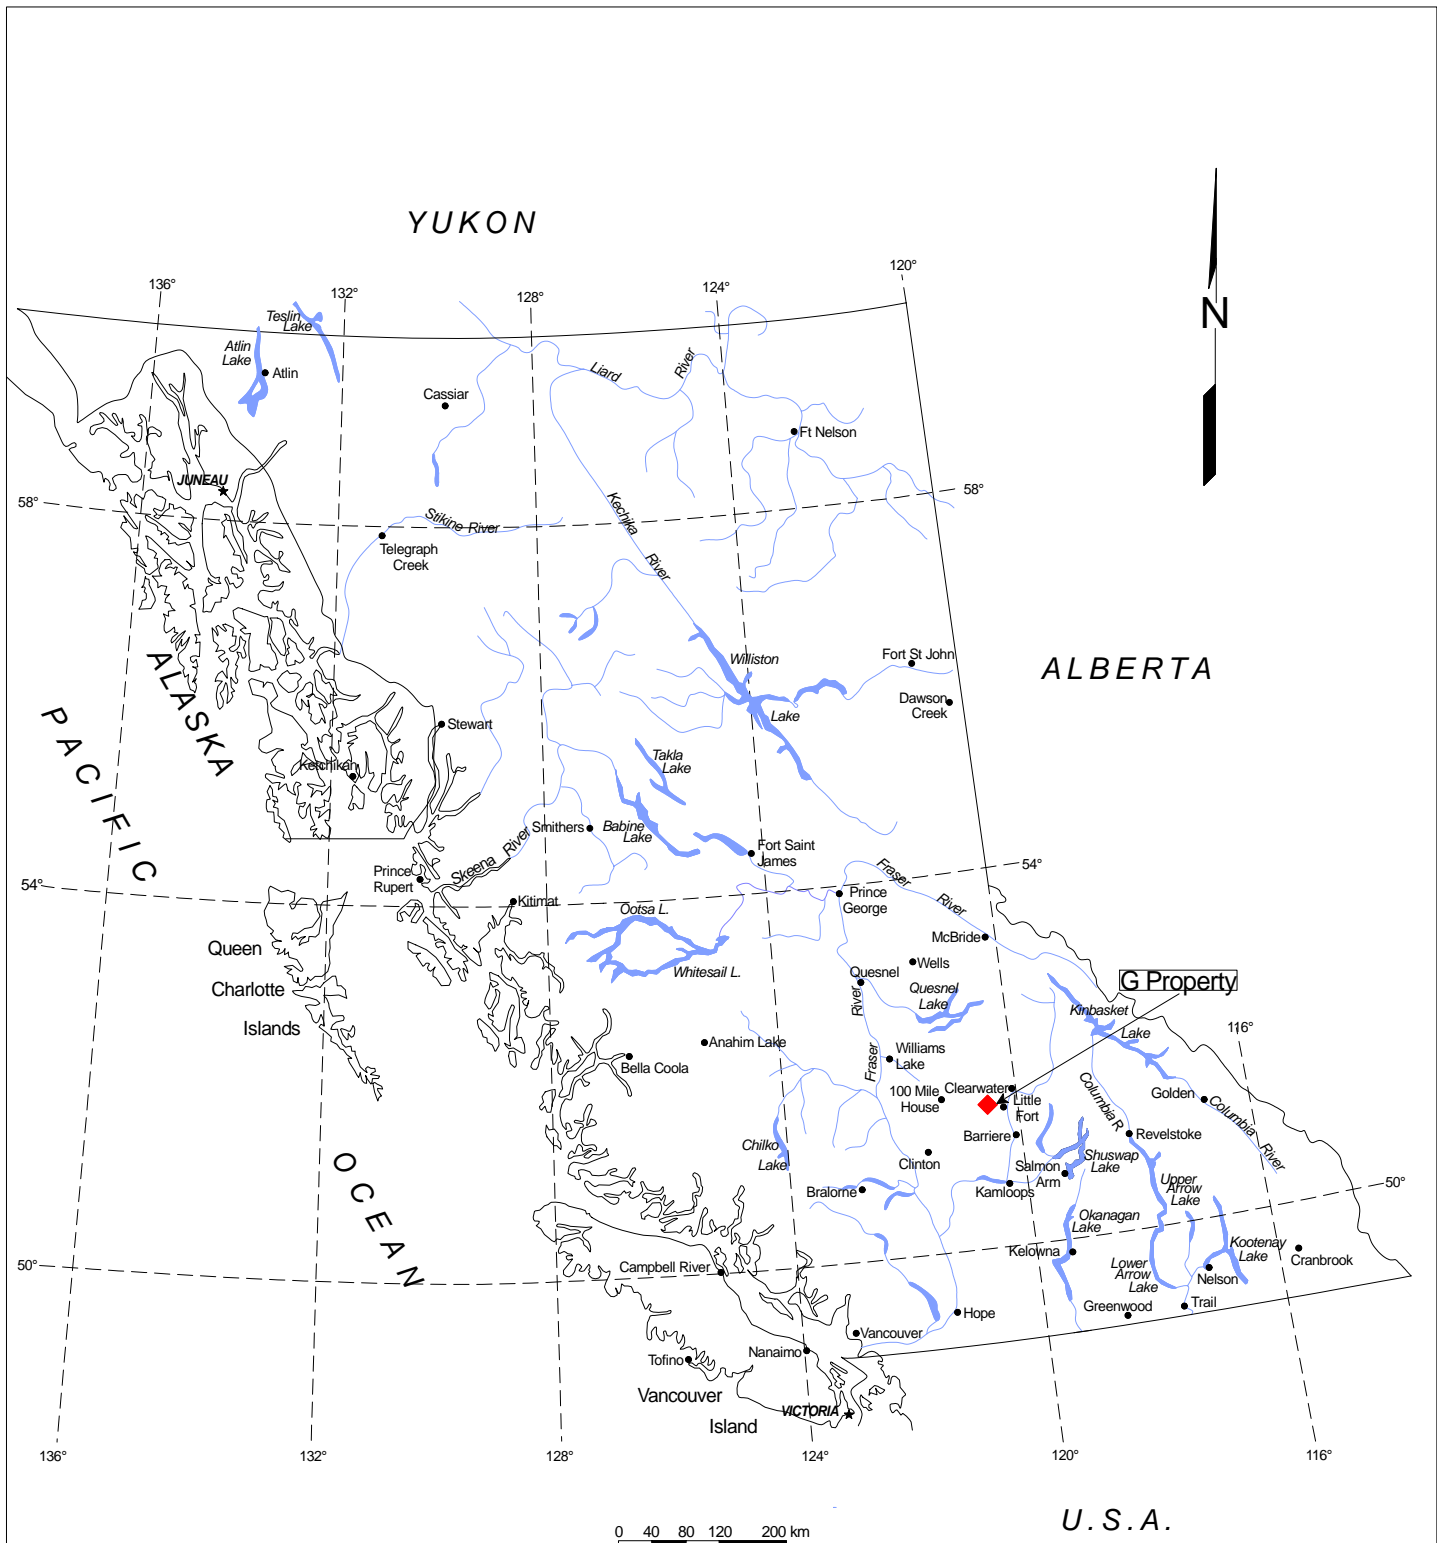 YUKON
120°
136°
132°
128°
124°
Teslin
Lake
Atlin
Lake
Atlin
Cassiar
Liard
River
Ft Nelson
N
JUNEAU
58°
58°
Kechika
River
Stikine River
Telegraph
Creek
ALASKA
Williston
Lake
Fort St John
Dawson
Creek
ALBERTA
PACIFIC
Stewart
Ketchikan
Takla
Lake
Smithers
Babine
Lake
Fort Saint
James
Skeena River
Prince
Rupert
Kitimat
54°
54°
Fraser
River
Prince
George
McBride
Ootsa L.
Whitesail L.
Queen
Charlotte
Islands
Wells
Quesnel
Quesnel
Lake
G Property
Kinbasket
Lake
116°
River
Fraser
Anahim Lake
Bella Coola
Williams
Lake
100 Mile
House
Clearwater
Little
Fort
Columbia R
Golden
Columbia
River
Barriere
Revelstoke
Chilko
Lake
Clinton
Salmon
Arm
Shuswap
Lake
Bralorne
Kamloops
Upper
Arrow
Lake
50°
OCEAN
Okanagan
Lake
Kelowna
Kootenay
Lake
Cranbrook
50°
Campbell River
Lower
Arrow
Lake
Nelson
Greenwood
Trail
Hope
Vancouver
Nanaimo
Tofino
Vancouver
Island
VICTORIA
136°
132°
128°
124°
120°
116°
U.S.A.
0 40 80 120 200 km